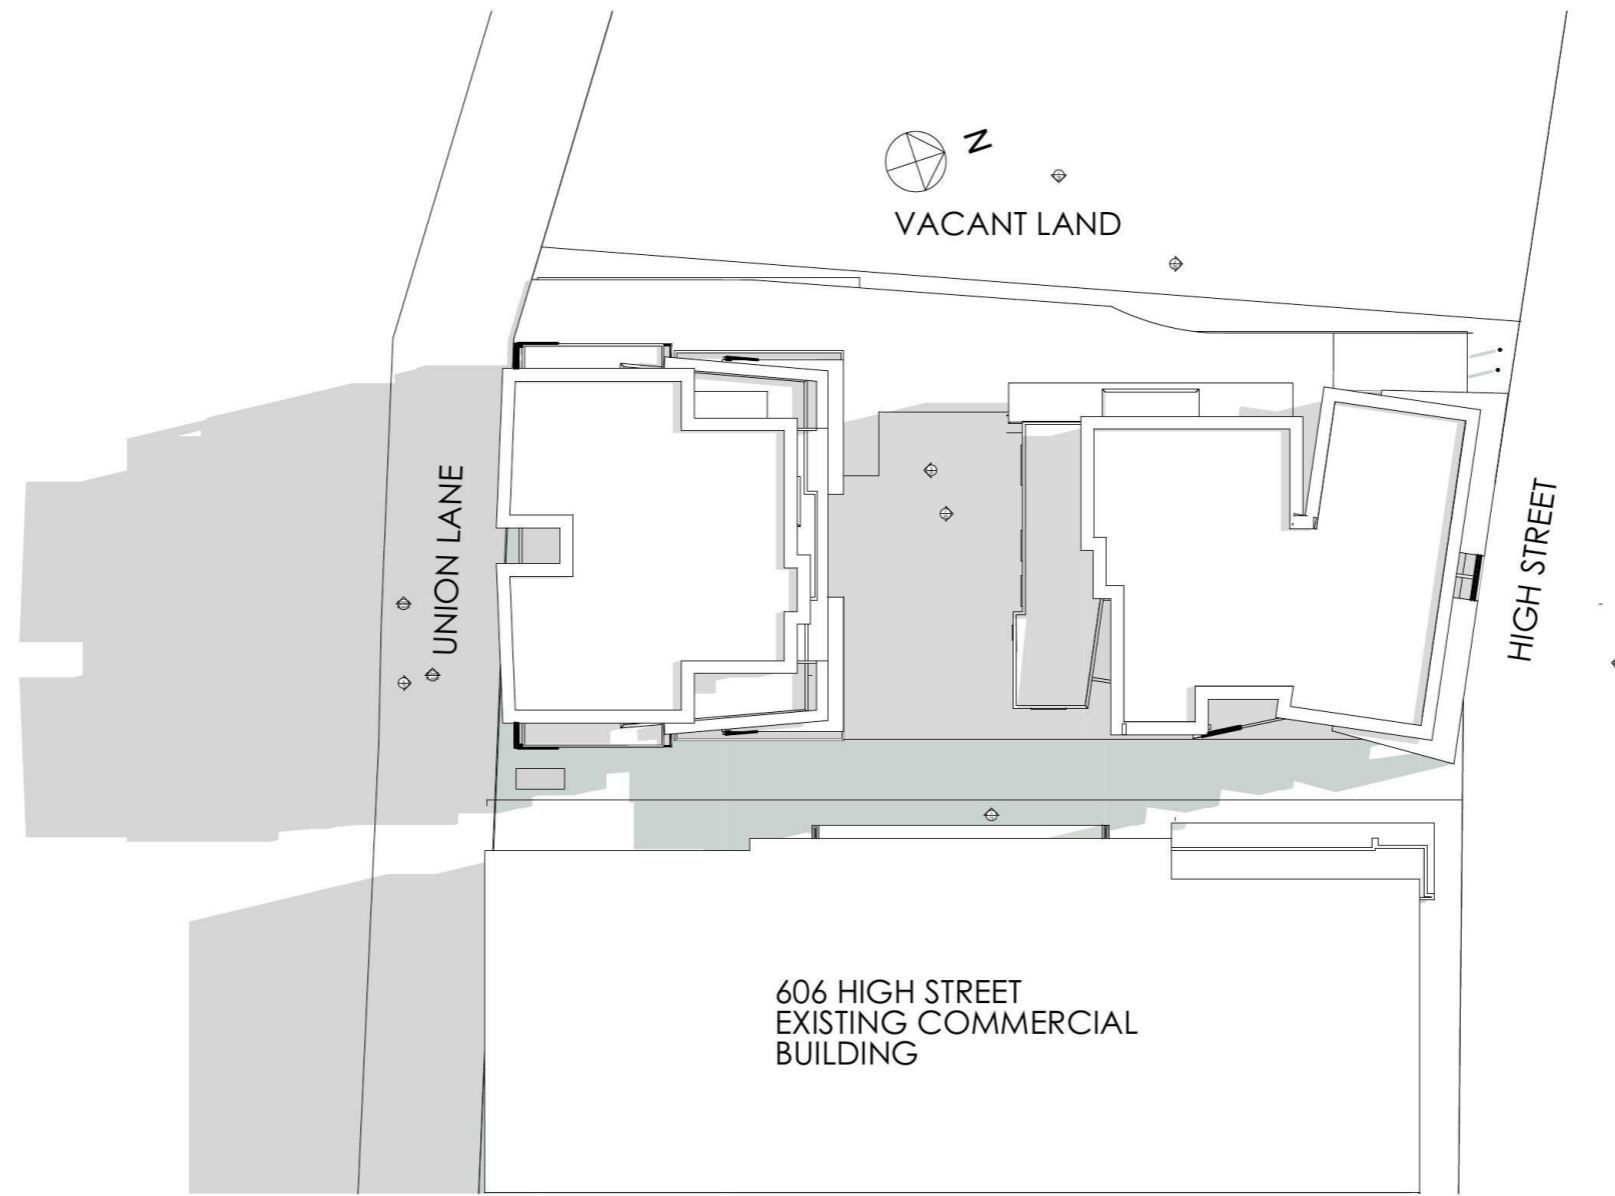 N
VACANT LAND
UNION LANE
HIGH STREET
606 HIGH STREET
EXISTING COMMERCIAL
BUILDING